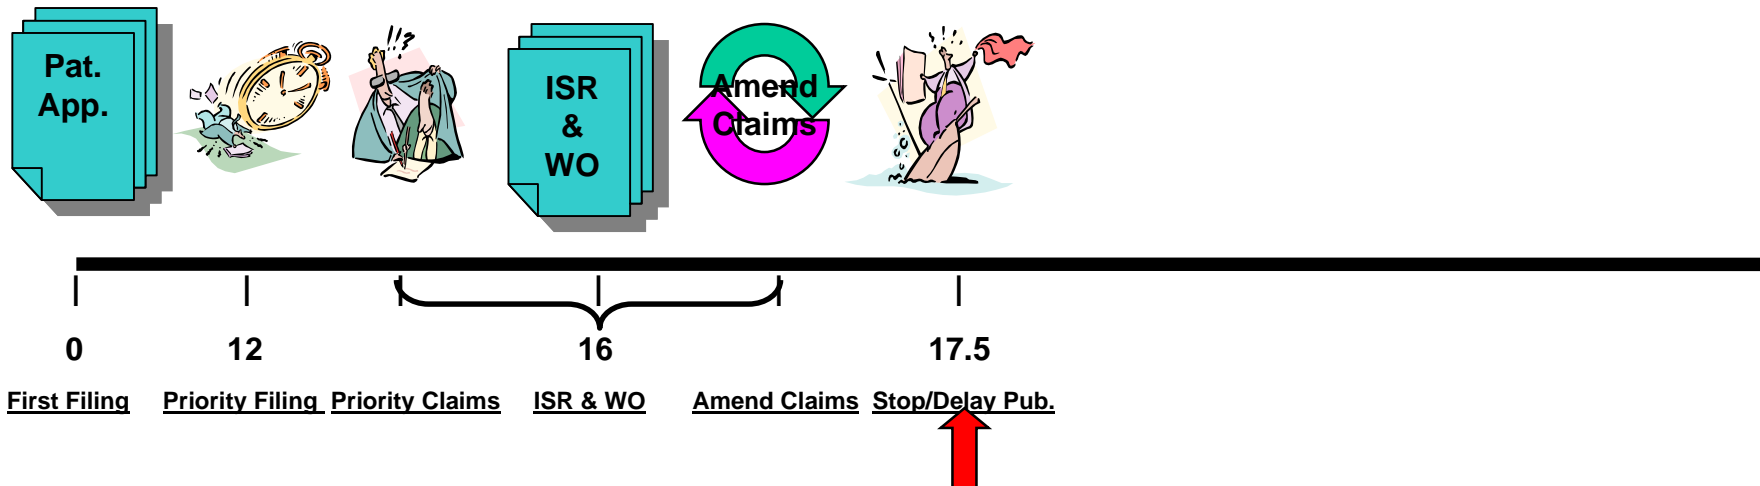 Pat.
App.
!!?
ISR
&
WO
Amend
Claims
0
12
16
17.5
First Filing
Priority Filing
Priority Claims
ISR & WO
Amend Claims
Stop/Delay Pub.